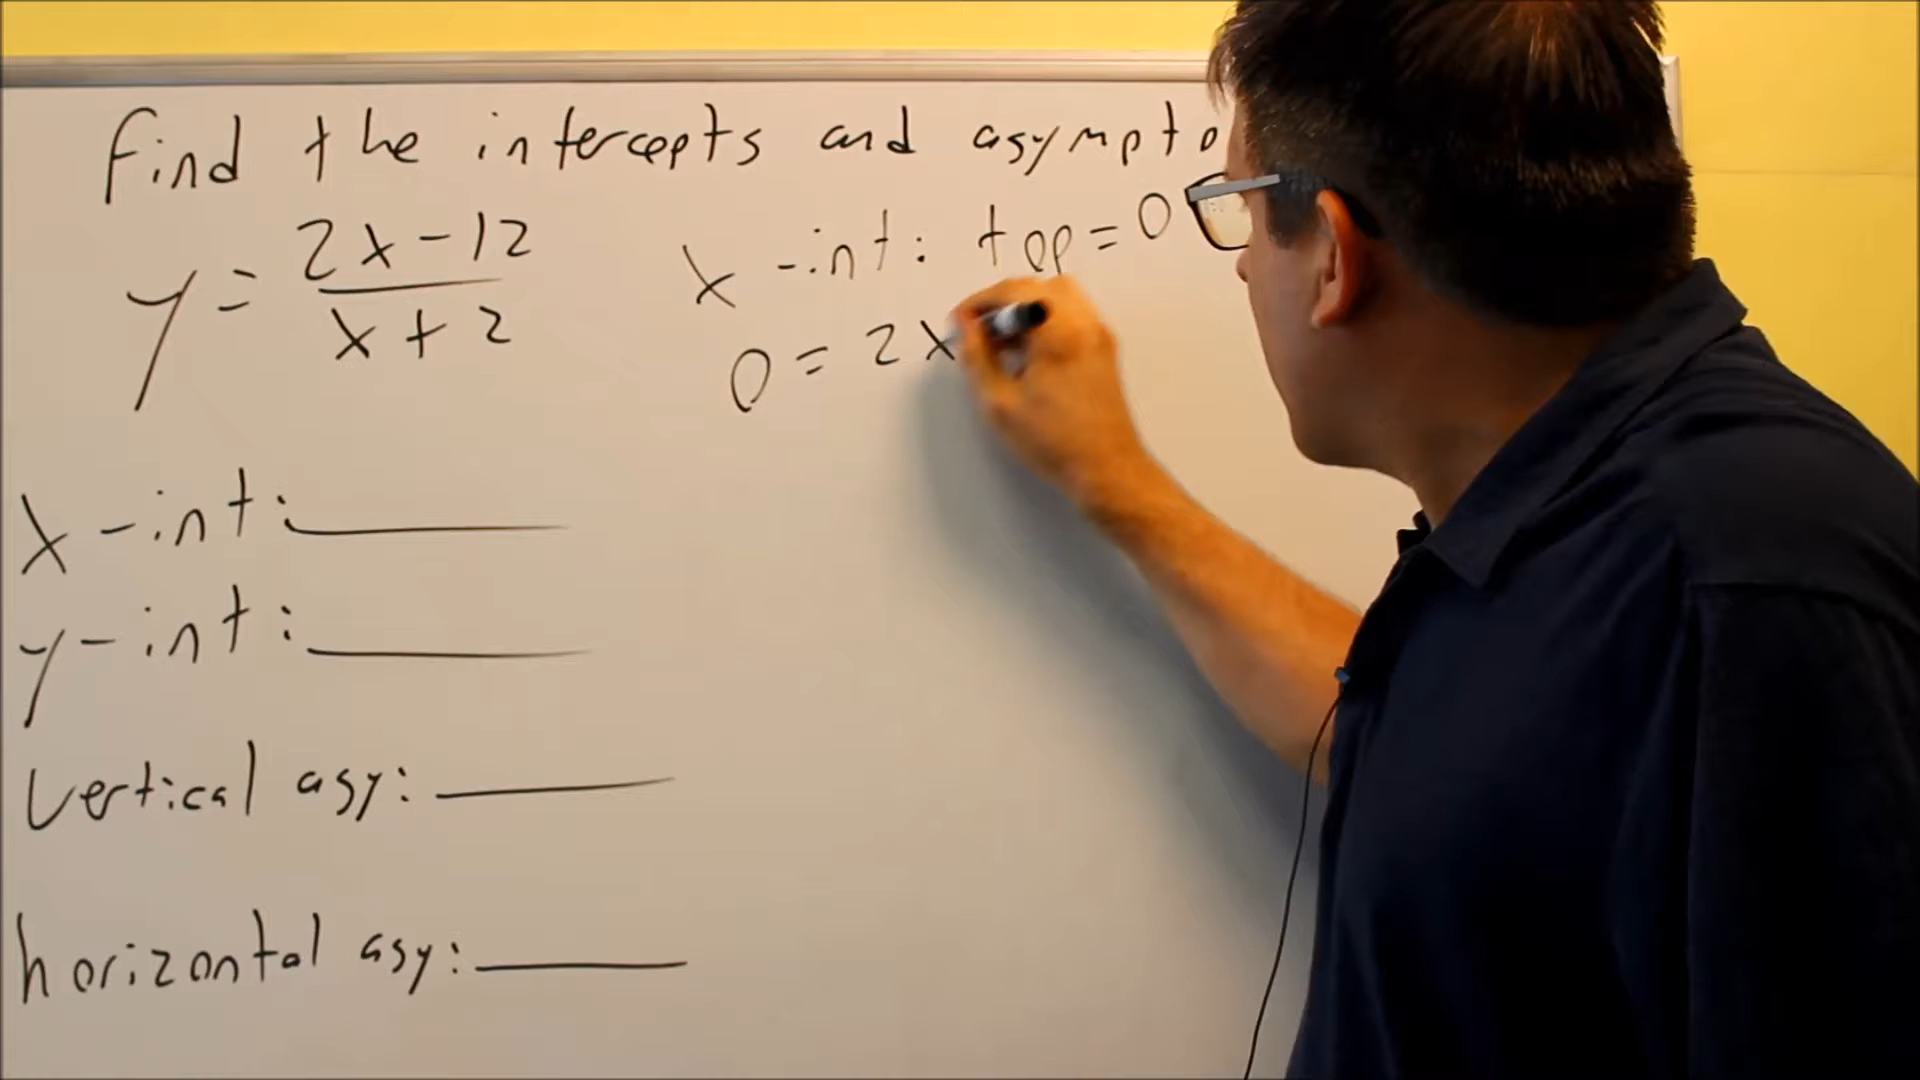 Find the intercepts and asympto
y = 2x - 12 / x + 2
x - int: top = 0
0 = 2x
x - int:
y - int:
vertical asy:
horizontal asy: